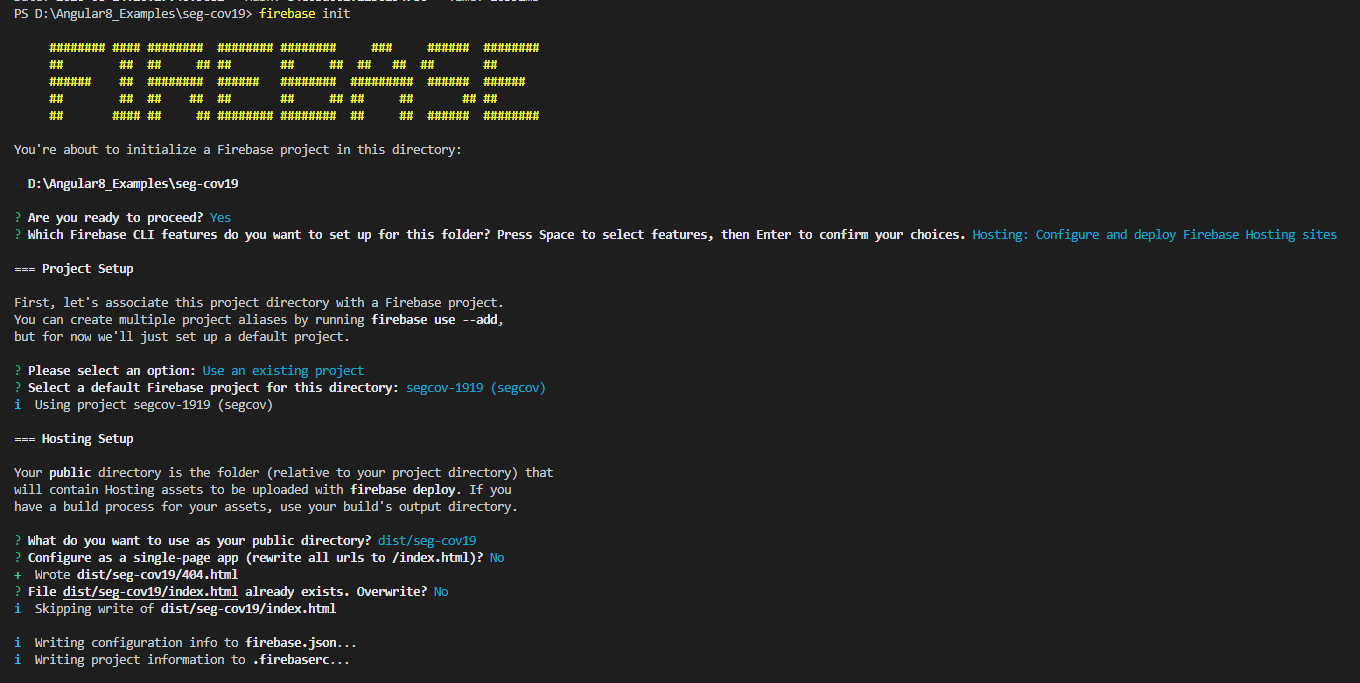 PS D:\Angular8_Examples\seg-cov19> firebase init
FIREBASE
You're about to initialize a Firebase project in this directory:
D:\Angular8_Examples\seg-cov19
? Are you ready to proceed? Yes
? Which Firebase CLI features do you want to set up for this folder? Press Space to select features, then Enter to confirm your choices. Hosting: Configure and deploy Firebase Hosting sites
=== Project Setup
First, let's associate this project directory with a Firebase project.
You can create multiple project aliases by running firebase use --add,
but for now we'll just set up a default project.
? Please select an option: Use an existing project
? Select a default Firebase project for this directory: segcov-1919 (segcov)
i Using project segcov-1919 (segcov)
=== Hosting Setup
Your public directory is the folder (relative to your project directory) that
will contain Hosting assets to be uploaded with firebase deploy. If you
have a build process for your assets, use your build's output directory.
? What do you want to use as your public directory? dist/seg-cov19
? Configure as a single-page app (rewrite all urls to /index.html)? No
+ Wrote dist/seg-cov19/404.html
? File dist/seg-cov19/index.html already exists. Overwrite? No
i Skipping write of dist/seg-cov19/index.html
i Writing configuration info to firebase.json...
i Writing project information to .firebaserc...